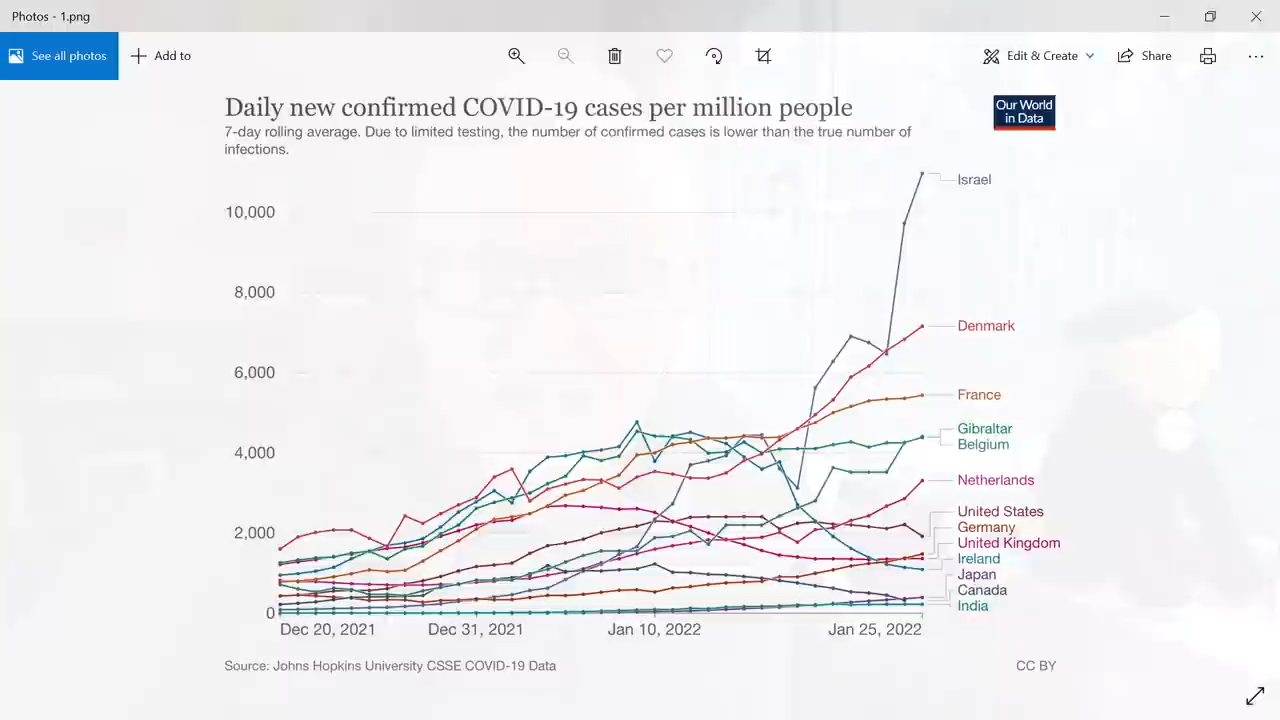 Photos - 1.png
See all photos
Add to
Edit & Create
Share
Daily new confirmed COVID-19 cases per million people
7-day rolling average. Due to limited testing, the number of confirmed cases is lower than the true number of
infections.
Our World
in Data
Israel
10,000
8,000
Denmark
6,000
France
Gibraltar
Belgium
4,000
Netherlands
United States
Germany
2,000
United Kingdom
Ireland
Japan
Canada
India
0
Dec 20, 2021 Dec 31, 2021 Jan 10, 2022 Jan 25, 2022
Source: Johns Hopkins University CSSE COVID-19 Data CC BY